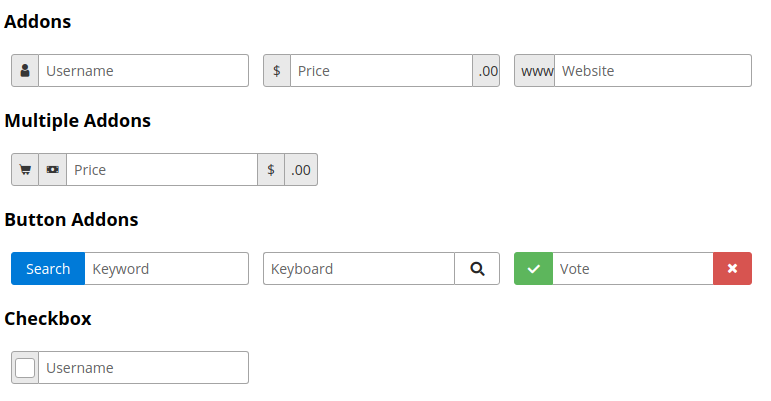 Addons
Username $ Price .00 www Website
Multiple Addons
Price $ .00
Button Addons
Search Keyword Keyboard Vote
Checkbox
Username